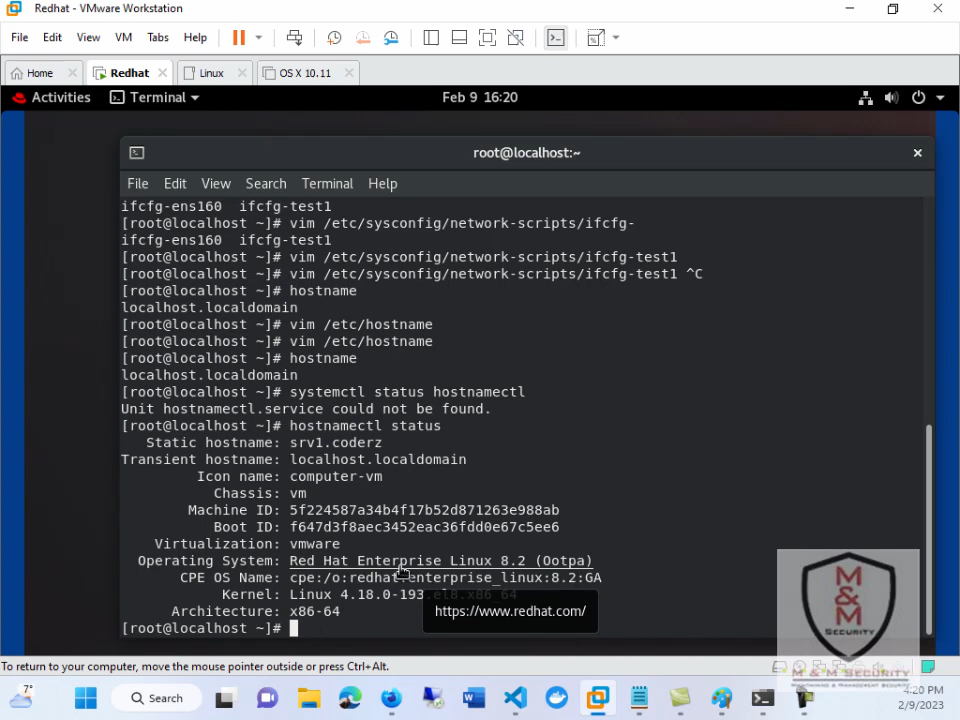 Redhat - VMware Workstation
File Edit View VM Tabs Help
Home Redhat Linux OS X 10.11
Activities Terminal Feb 9 16:20
root@localhost:~
File Edit View Search Terminal Help
ifcfg-ens160 ifcfg-test1
[root@localhost ~]# vim /etc/sysconfig/network-scripts/ifcfg-
ifcfg-ens160 ifcfg-test1
[root@localhost ~]# vim /etc/sysconfig/network-scripts/ifcfg-test1
[root@localhost ~]# vim /etc/sysconfig/network-scripts/ifcfg-test1 ^C
[root@localhost ~]# hostname
localhost.localdomain
[root@localhost ~]# vim /etc/hostname
[root@localhost ~]# vim /etc/hostname
[root@localhost ~]# hostname
localhost.localdomain
[root@localhost ~]# systemctl status hostnamectl
Unit hostnamectl.service could not be found.
[root@localhost ~]# hostnamectl status
Static hostname: srv1.coderz
Transient hostname: localhost.localdomain
Icon name: computer-vm
Chassis: vm
Machine ID: 5f224587a34b4f17b52d871263e988ab
Boot ID: f647d3f8aec3452eac36fdd0e67c5ee6
Virtualization: vmware
Operating System: Red Hat Enterprise Linux 8.2 (Ootpa)
CPE OS Name: cpe:/o:redhat:enterprise_linux:8.2:GA
Kernel: Linux 4.18.0-193.el8.x86_64
Architecture: x86-64
https://www.redhat.com/
[root@localhost ~]#
M & M
SECURITY
M & M SECURITY
To return to your computer, move the mouse pointer outside or press Ctrl+Alt.
7°
Search
4:20 PM
2/9/2023